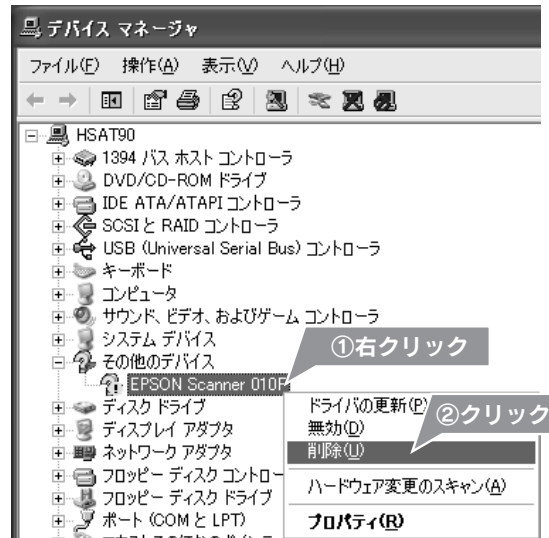 デバイス マネージャ
ファイル(F) 操作(A) 表示(V) ヘルプ(H)
HSAT90
1394 バス ホスト コントローラ
DVD/CD-ROM ドライブ
IDE ATA/ATAPI コントローラ
SCSI と RAID コントローラ
USB (Universal Serial Bus) コントローラ
キーボード
コンピュータ
サウンド、ビデオ、およびゲーム コントローラ
システム デバイス
①右クリック
その他のデバイス
EPSON Scanner 010F
ディスク ドライブ
ドライバの更新(P)
②クリック
ディスプレイ アダプタ
無効(D)
ネットワーク アダプタ
削除(U)
フロッピー ディスク コントロー
ハードウェア変更のスキャン(A)
フロッピー ディスク ドライブ
ポート (COM と LPT)
プロパティ(R)